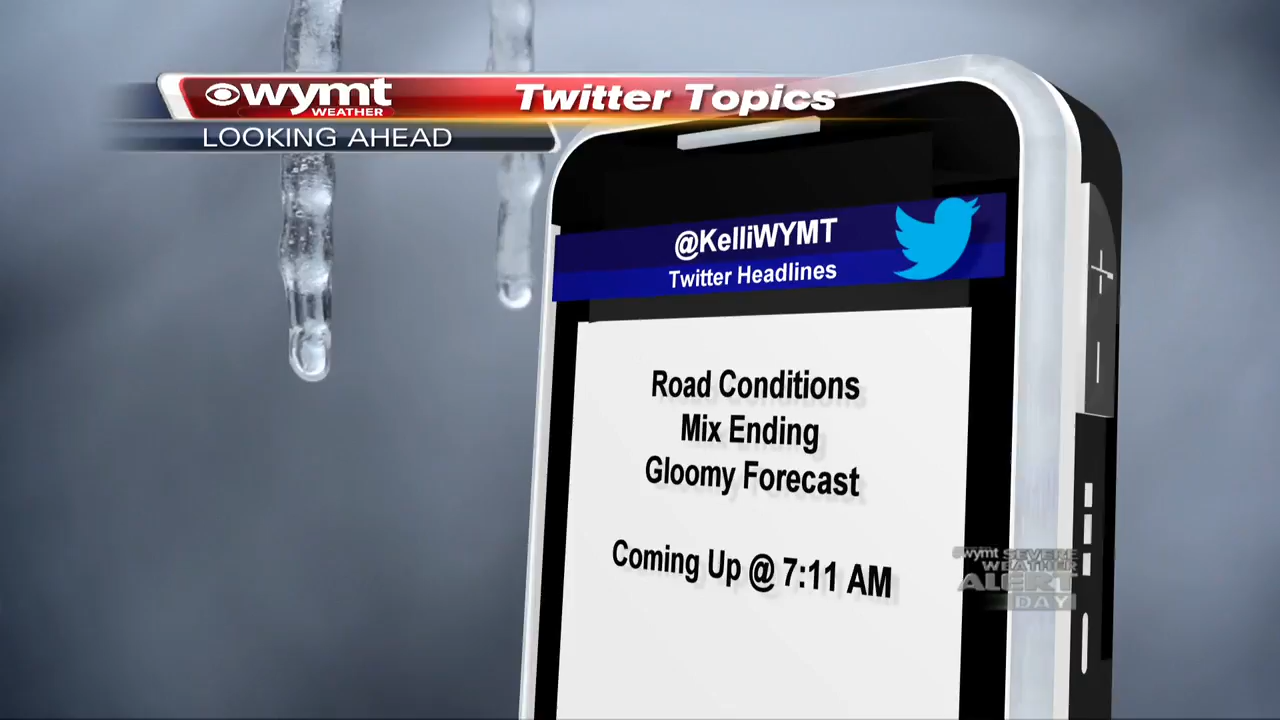 wymt Twitter Topics
WEATHER
LOOKING AHEAD
@KelliWYMT
Twitter Headlines
Road Conditions
Mix Ending
Gloomy Forecast
Coming Up @ 7:11 AM
wymt SEVERE
WEATHER
ALERT
DAY